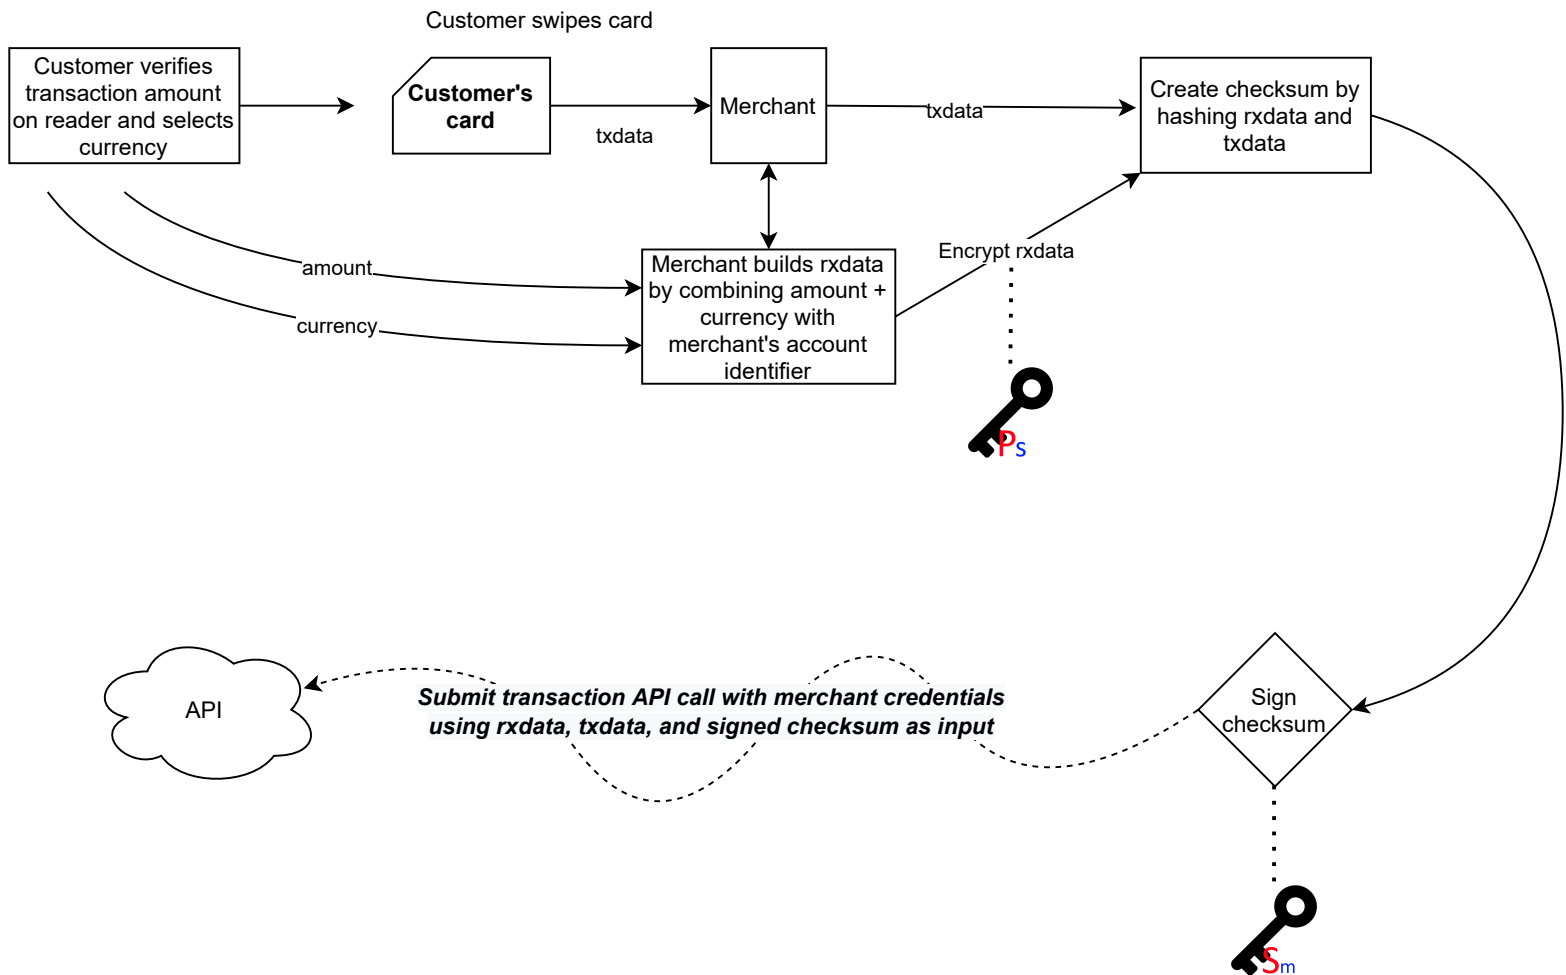 Customer swipes card
Customer verifies
transaction amount
on reader and selects
currency
Customer's
card
txdata
Merchant
txdata
Create checksum by
hashing rxdata and
txdata
amount
currency
Merchant builds rxdata
by combining amount +
currency with
merchant's account
identifier
Encrypt rxdata
Ps
Sign
checksum
Sm
Submit transaction API call with merchant credentials
using rxdata, txdata, and signed checksum as input
API